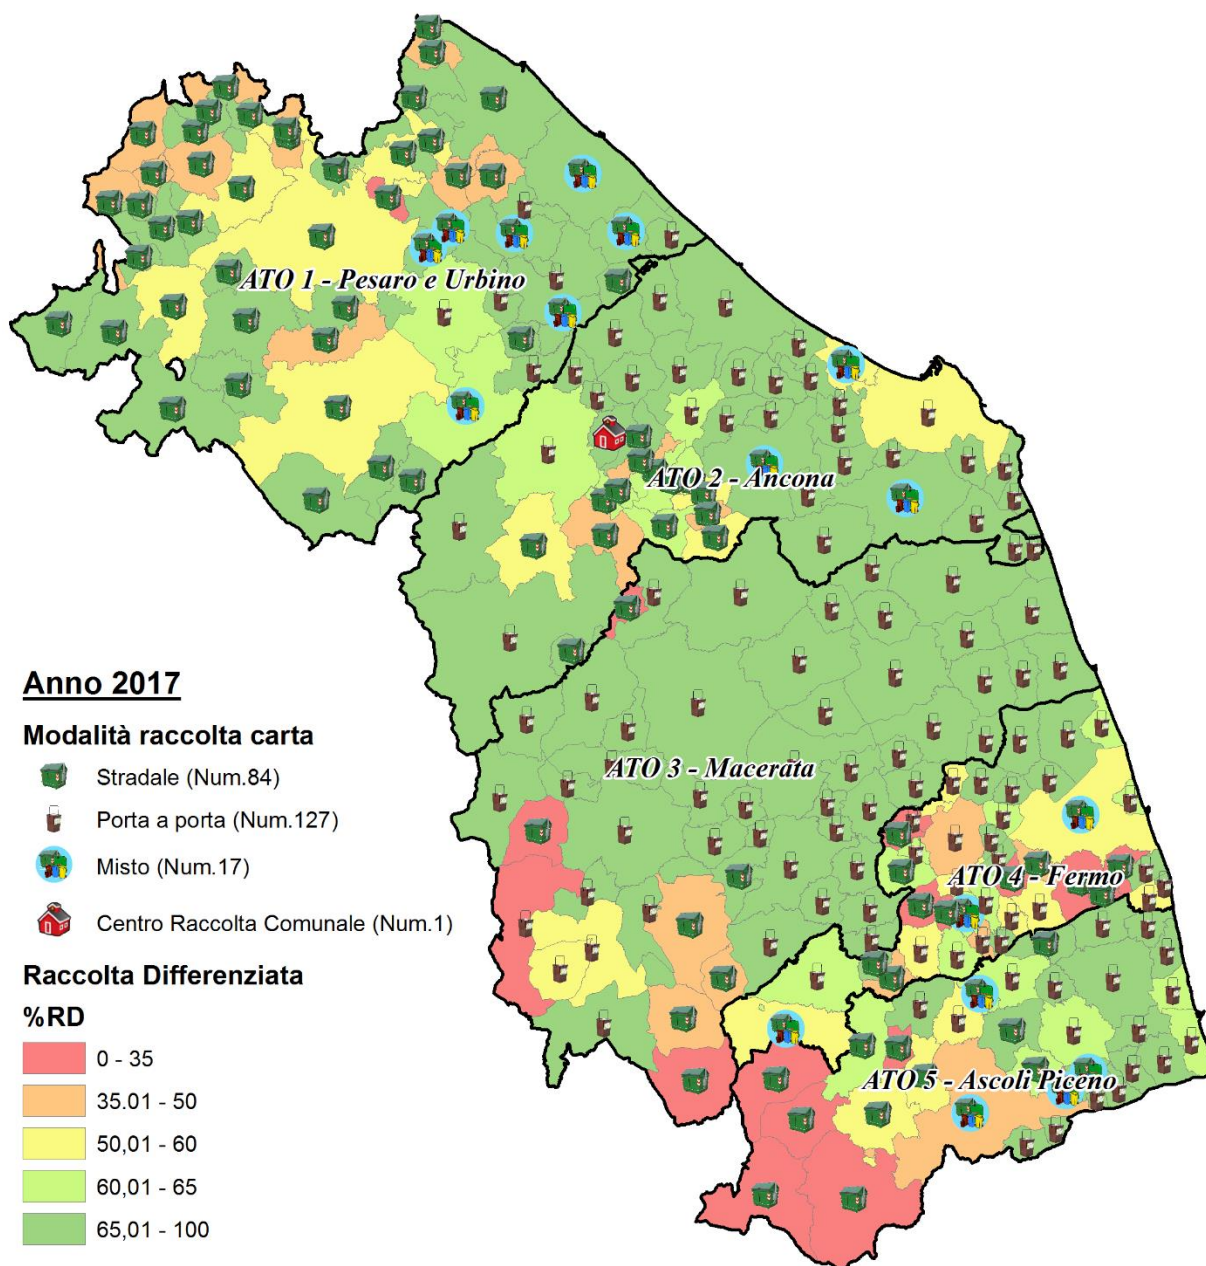 ATO 1 - Pesaro e Urbino
ATO 2 - Ancona
ATO 3 - Macerata
ATO 4 - Fermo
ATO 5 - Ascoli Piceno
Anno 2017
Modalità raccolta carta
Stradale (Num.84)
Porta a porta (Num.127)
Misto (Num.17)
Centro Raccolta Comunale (Num.1)
Raccolta Differenziata
%RD
0 - 35
35.01 - 50
50,01 - 60
60,01 - 65
65,01 - 100